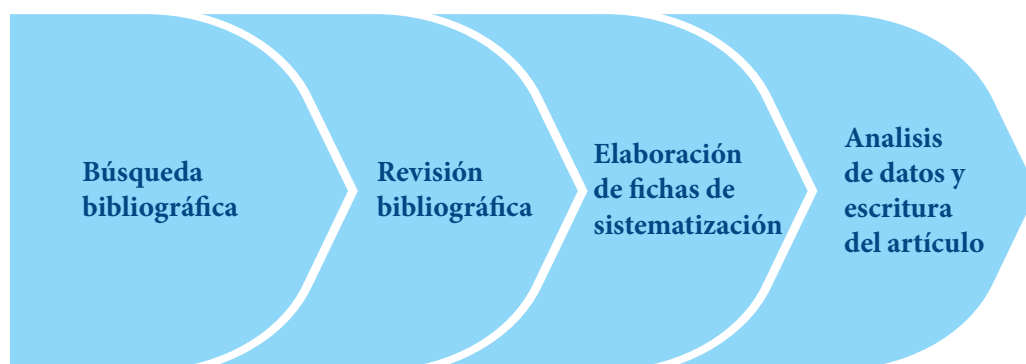 Búsqueda
bibliográfica
Revisión
bibliográfica
Elaboración
de fichas de
sistematización
Analisis
de datos y
escritura
del artículo